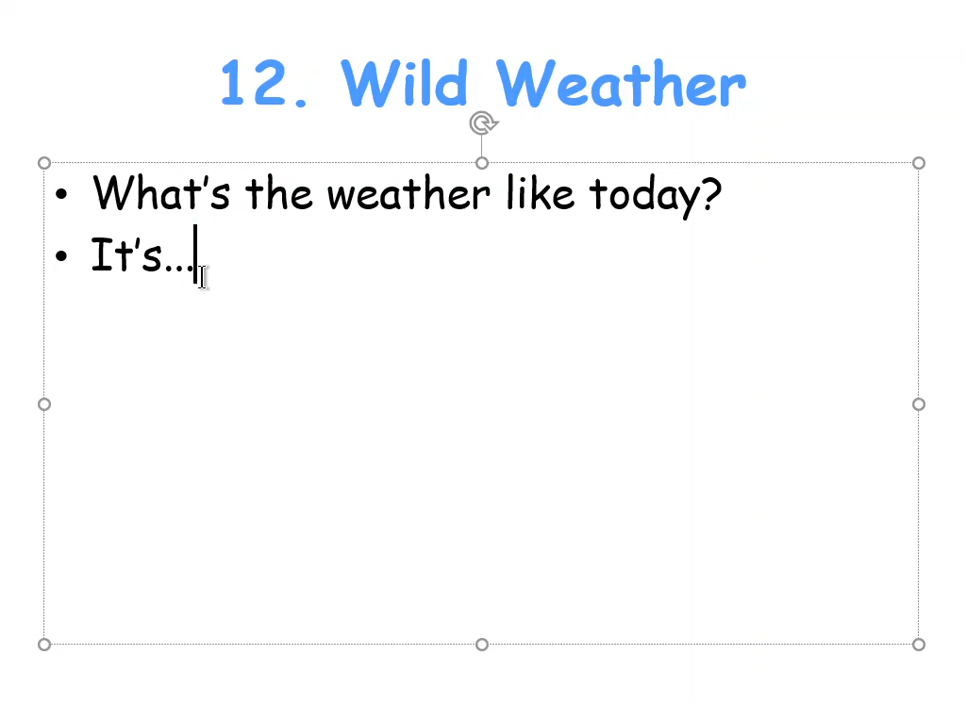 12. Wild Weather
• What's the weather like today?
• It's...